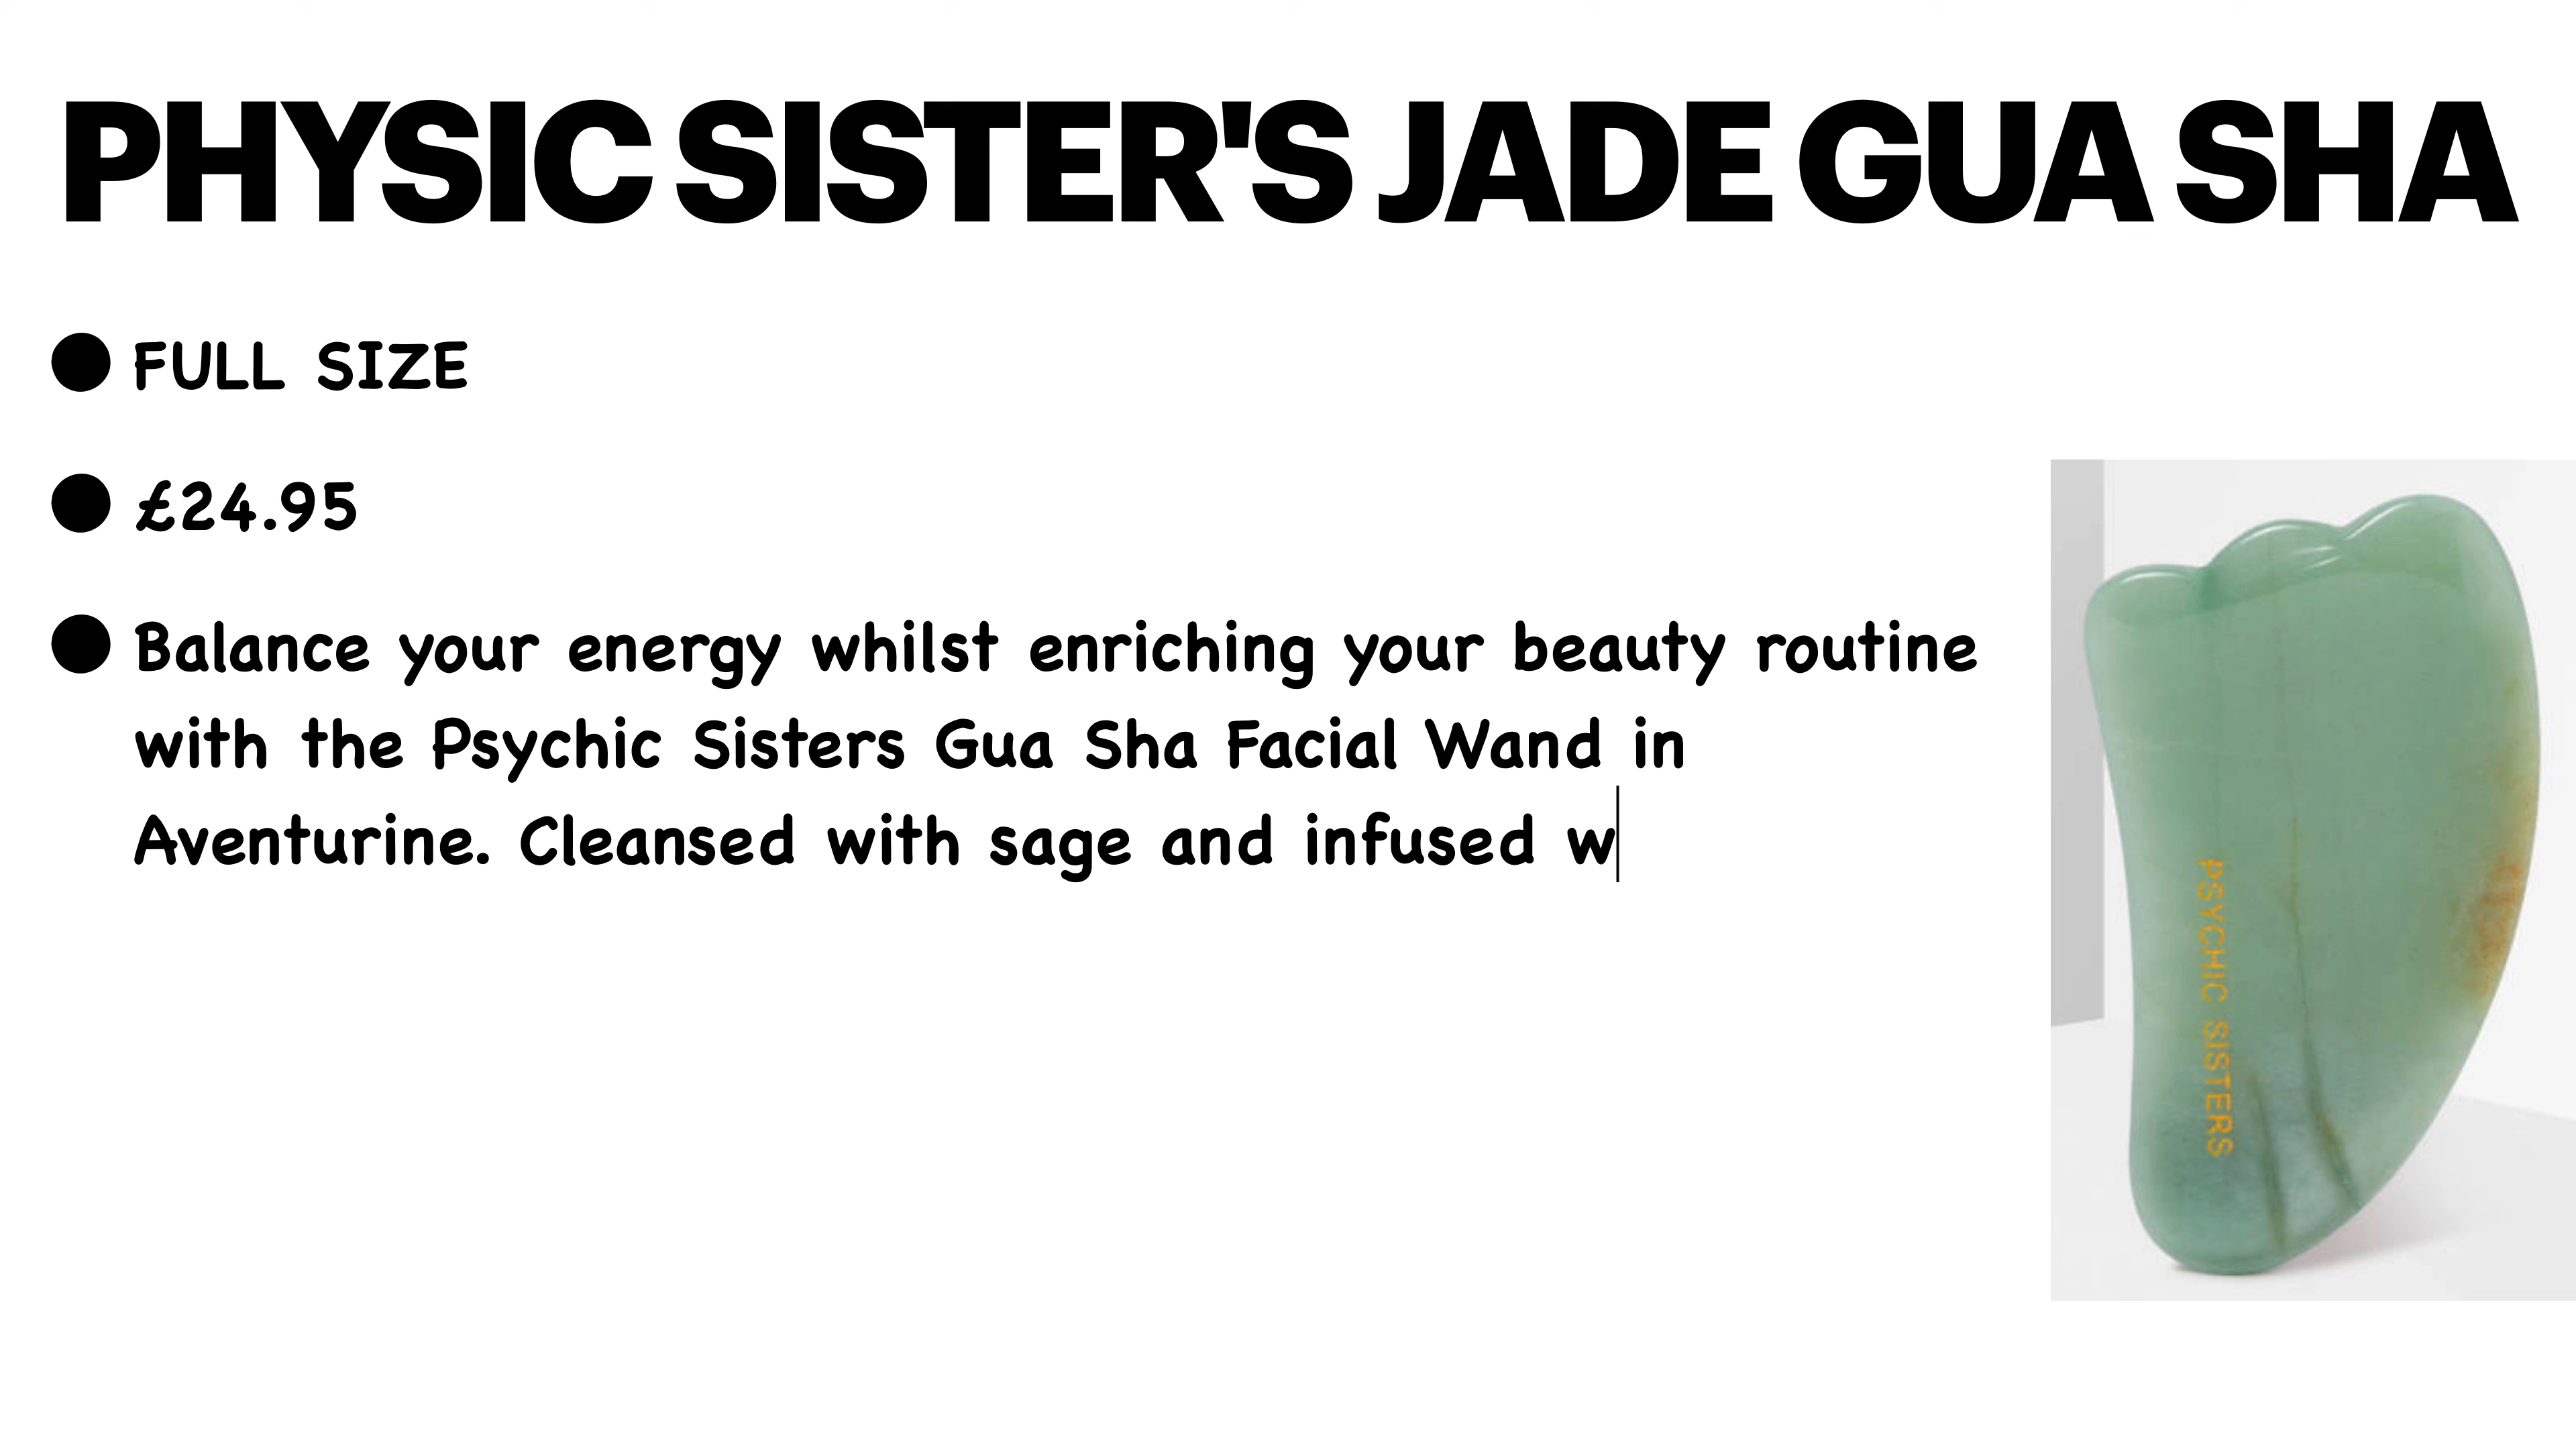 PHYSIC SISTER'S JADE GUA SHA
● FULL SIZE
● £24.95
● Balance your energy whilst enriching your beauty routine
with the Psychic Sisters Gua Sha Facial Wand in
Aventurine. Cleansed with sage and infused w
PSYCHIC SISTERS